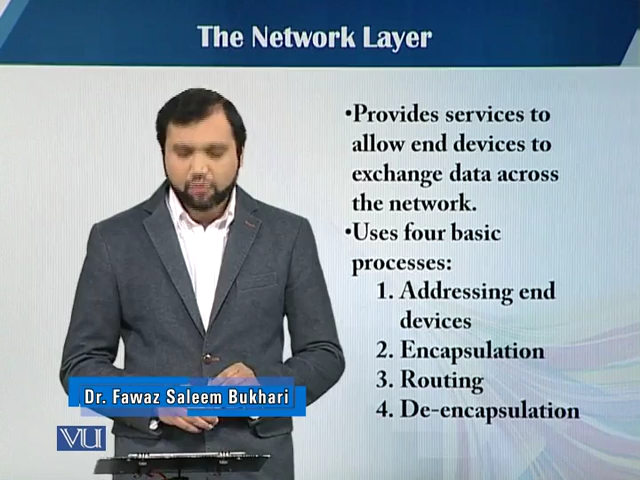 The Network Layer
•Provides services to
allow end devices to
exchange data across
the network.
•Uses four basic
processes:
1. Addressing end
devices
2. Encapsulation
3. Routing
4. De-encapsulation
Dr. Fawaz Saleem Bukhari
VU